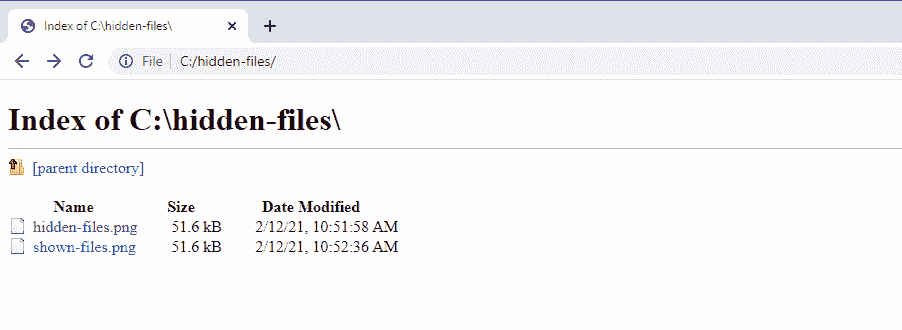 Index of C:\hidden-files\
File C:/hidden-files/
Index of C:\hidden-files\
[parent directory]
Name Size Date Modified
hidden-files.png 51.6 kB 2/12/21, 10:51:58 AM
shown-files.png 51.6 kB 2/12/21, 10:52:36 AM